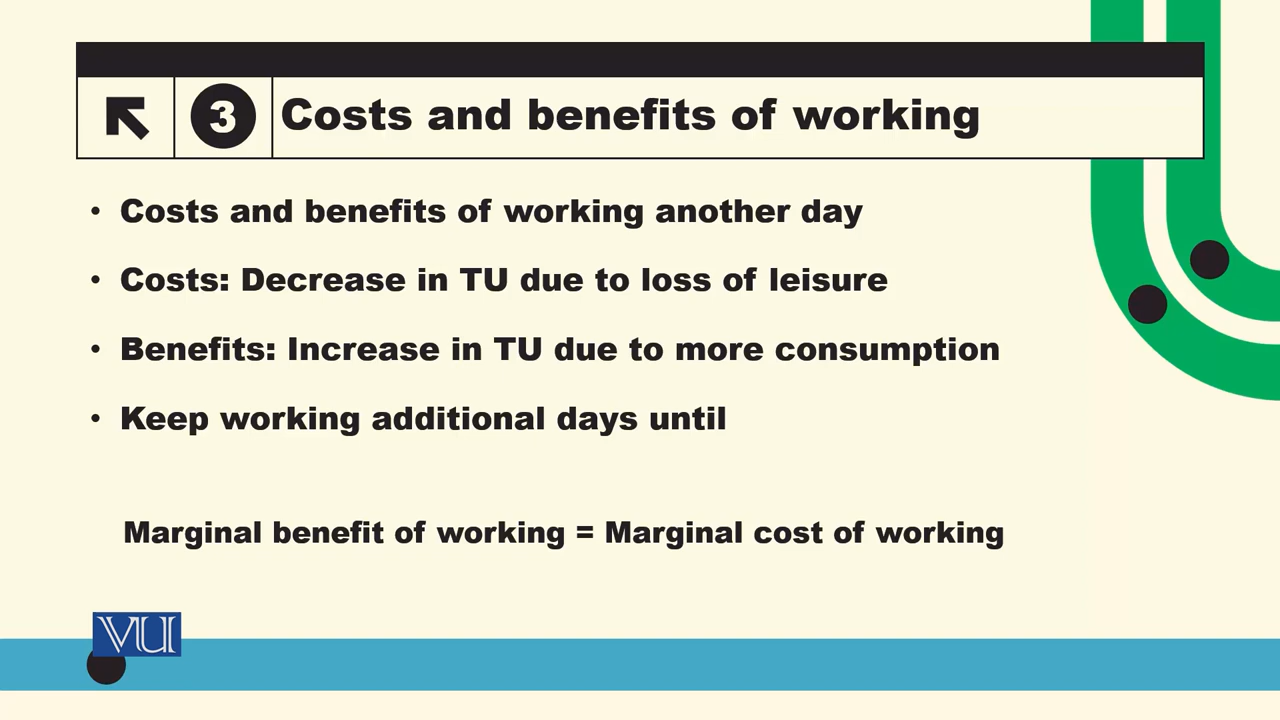 3 Costs and benefits of working
• Costs and benefits of working another day
• Costs: Decrease in TU due to loss of leisure
• Benefits: Increase in TU due to more consumption
• Keep working additional days until
Marginal benefit of working = Marginal cost of working
VU